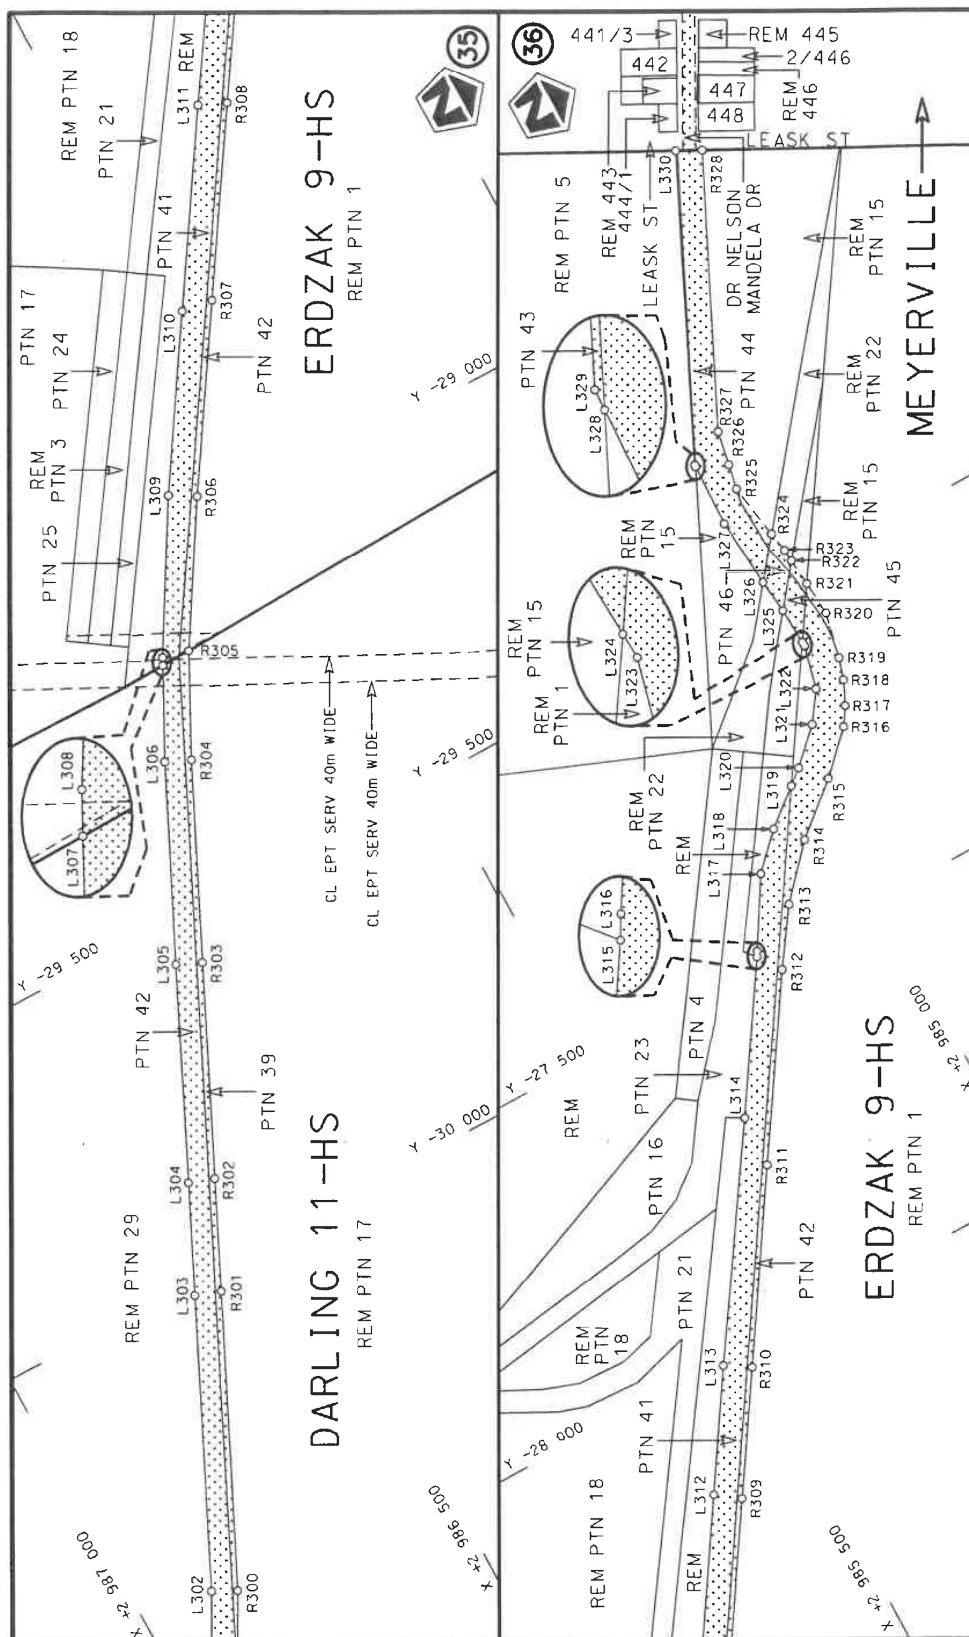 REM PTN 18
PTN 21
L311 REM
R308
35
ERDZAK 9-HS
REM PTN 1
PTN 41
PTN 17
PTN 24
REM
PTN 3
PTN 25
L310
R307
PTN 42
Y -29 000
L309
R306
R305
CL EPT SERV 40m WIDE
CL EPT SERV 40m WIDE
L308
L307
L306
R304
Y -29 500
L305
R303
Y -29 500
PTN 42
PTN 39
Y -30 000
L304
R302
DARLING 11-HS
REM PTN 17
REM PTN 29
L303
R301
X +2 987 000
X +2 986 500
L302
R300
36
441/3
442
REM 445
2/446
447
REM
446
448
REM 443
444/1
LEASK ST
LEASK ST
L330
R328
DR NELSON
MANDELA DR
REM PTN 5
MEYERVILLE
REM
PTN 15
PTN 43
L329
L328
PTN 44
REM
PTN 22
R327
R326
R325
REM
PTN 15
R324
R323
R322
R321
R320
REM
PTN
15
L327
L326
PTN 46
L325
PTN 45
REM
PTN 15
L324
L323
REM
PTN 1
L322
L321
R319
R318
R317
R316
L320
L319
R315
REM
PTN 22
L318
REM
L317
R314
R313
L316
L315
R312
PTN 4
PTN 23
REM
Y -27 500
X +2 985 000
L314
R311
PTN 16
ERDZAK 9-HS
REM PTN 1
PTN 42
PTN 21
REM
PTN
18
L313
R310
PTN 41
Y -28 000
L312
R309
REM PTN 18
REM
X +2 985 500